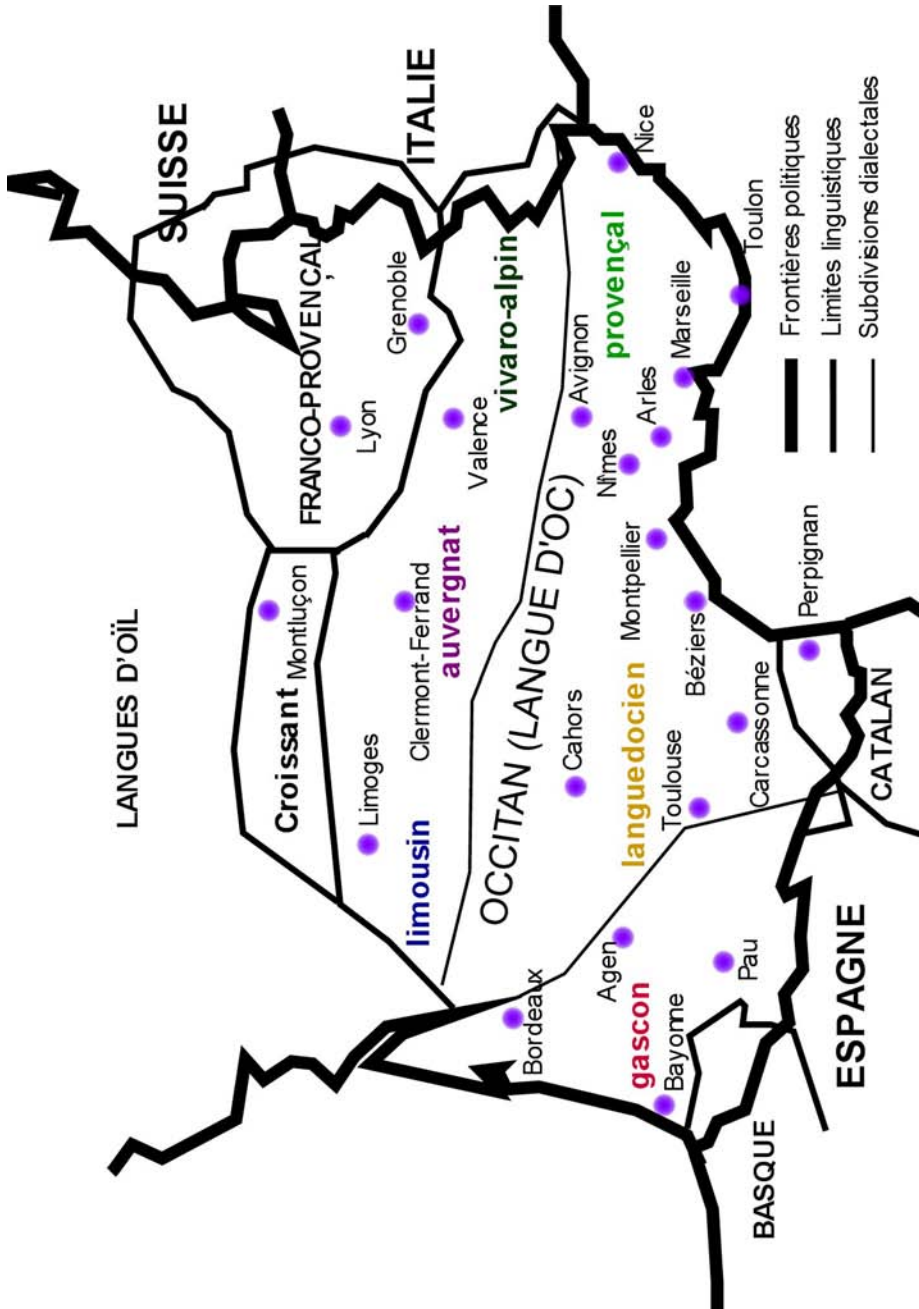 LANGUES D'OÏL
SUISSE
ITALIE
FRANCO-PROVENÇAL
Croissant
Montluçon
Lyon
Grenoble
Limoges
Clermont-Ferrand
Valence
limousin
auvergnat
vivaro-alpin
OCCITAN (LANGUE D'OC)
Bordeaux
Cahors
Avignon
Nice
Agen
gascon
languedocien
Nîmes
provençal
Bayonne
Toulouse
Montpellier
Arles
Marseille
Béziers
Toulon
Pau
Carcassonne
Perpignan
BASQUE
ESPAGNE
CATALAN
Frontières politiques
Limites linguistiques
Subdivisions dialectales